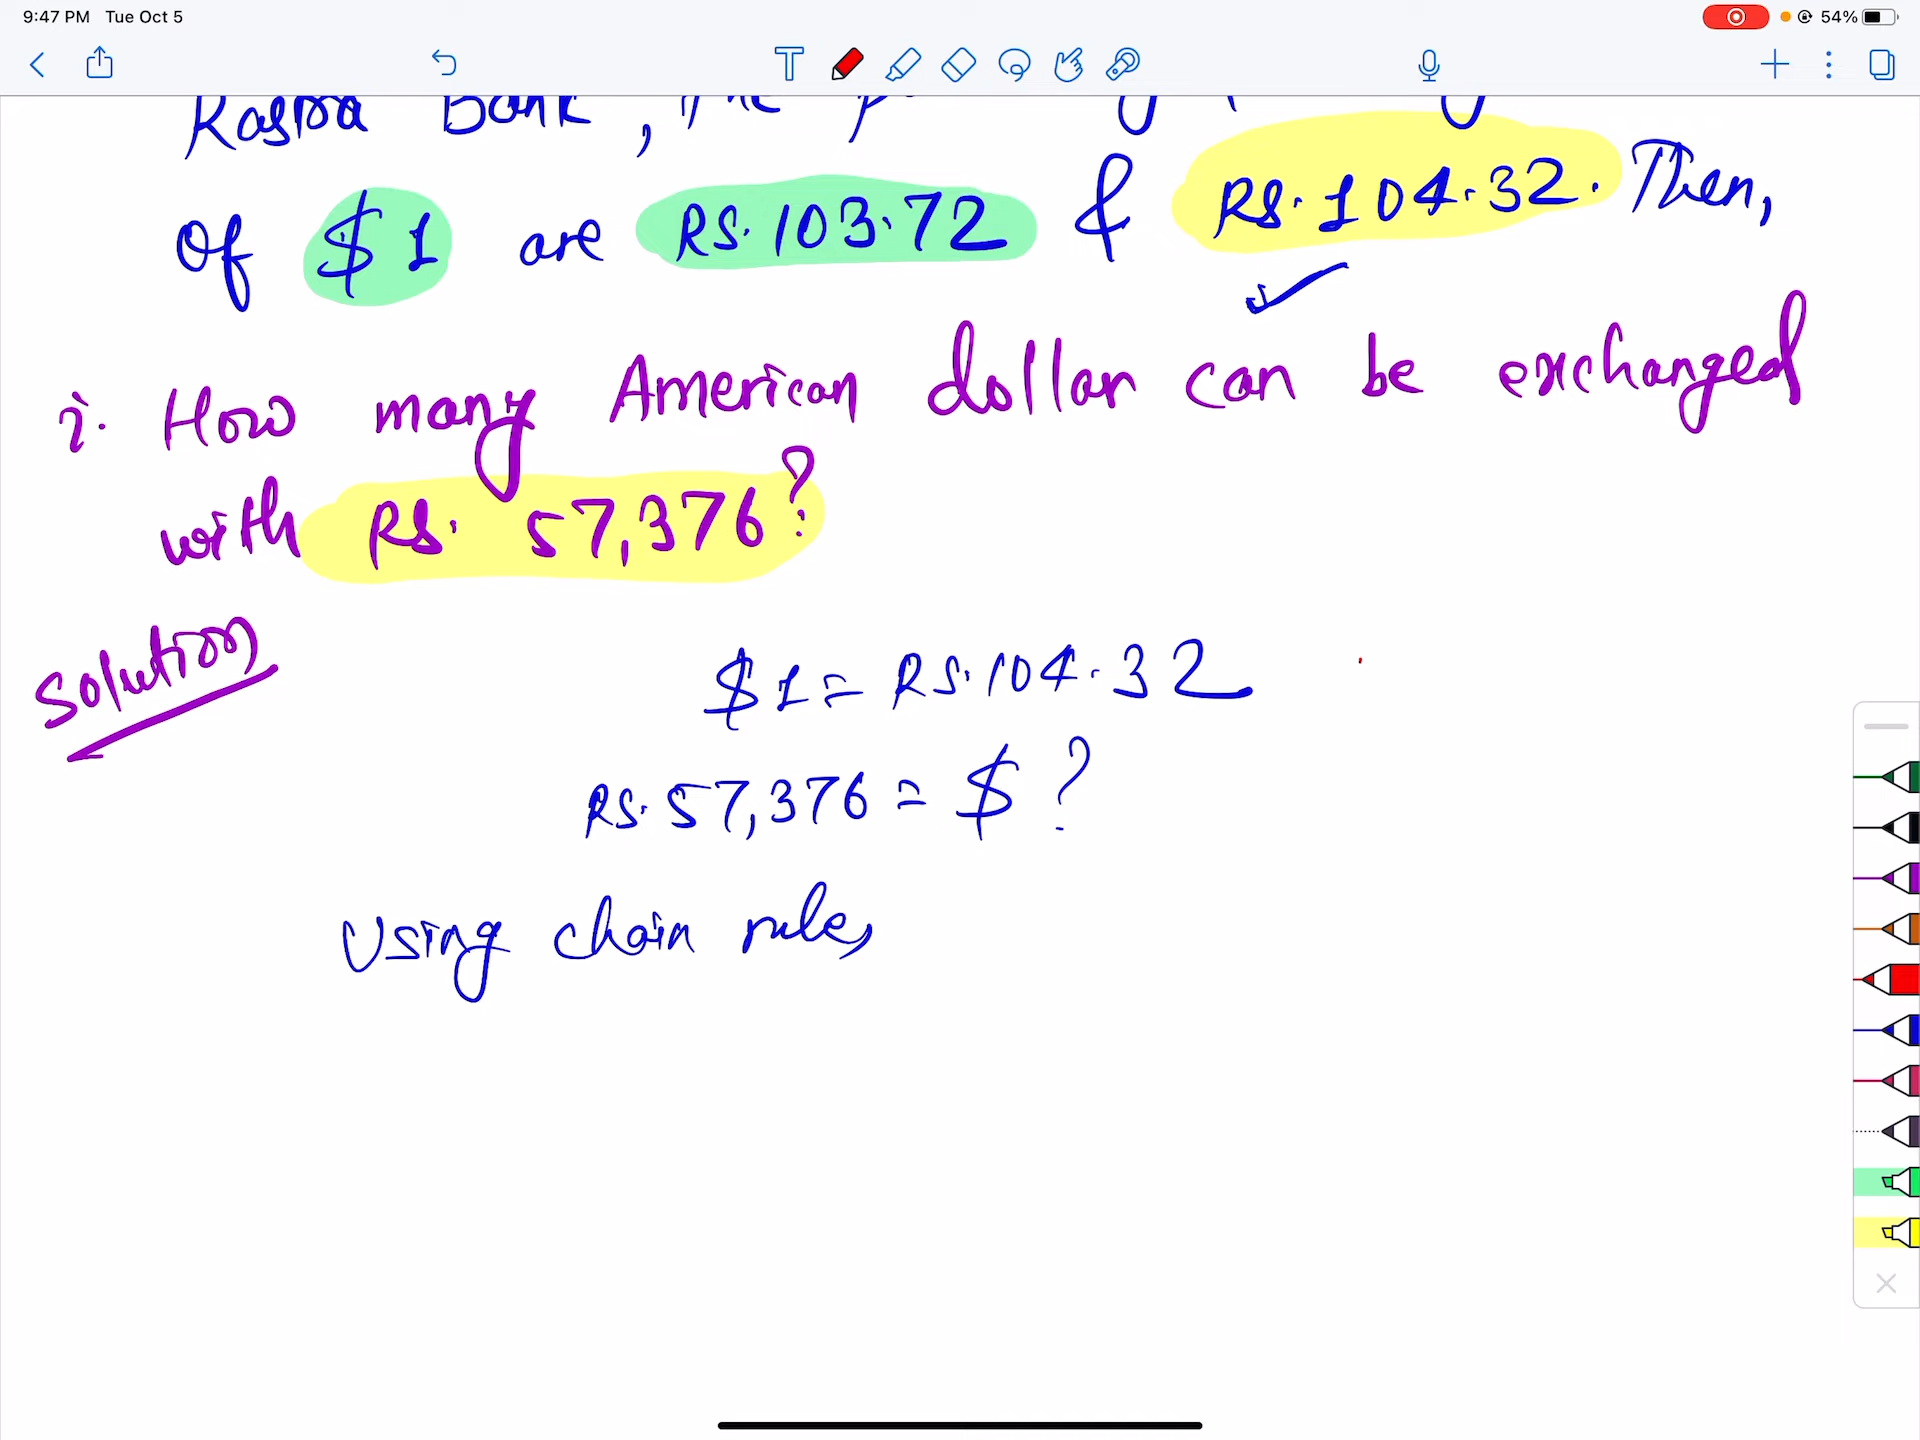 9:47 PM Tue Oct 5
54%
Bank, the
of $1 are RS. 103.72 & RS. 104.32. Then,
i. How many American dollar can be exchanged
with RS. 57,376?
Solution
$1 = RS. 104.32
RS. 57,376 = $ ?
Using chain rule,